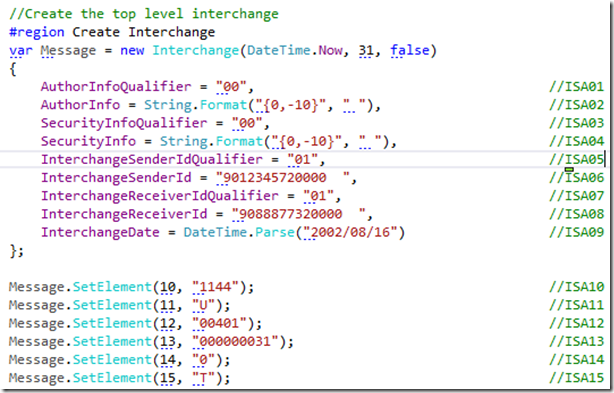 //Create the top level interchange
#region Create Interchange
var Message = new Interchange(DateTime.Now, 31, false)
{
    AuthorInfoQualifier = "00",                                    //ISA01
    AuthorInfo = String.Format("{0,-10}", " "),                    //ISA02
    SecurityInfoQualifier = "00",                                  //ISA03
    SecurityInfo = String.Format("{0,-10}", " "),                  //ISA04
    InterchangeSenderIdQualifier = "01",                           //ISA05
    InterchangeSenderId = "9012345720000  ",                       //ISA06
    InterchangeReceiverIdQualifier = "01",                         //ISA07
    InterchangeReceiverId = "9088877320000  ",                     //ISA08
    InterchangeDate = DateTime.Parse("2002/08/16")                 //ISA09
};
Message.SetElement(10, "1144");                                    //ISA10
Message.SetElement(11, "U");                                       //ISA11
Message.SetElement(12, "00401");                                   //ISA12
Message.SetElement(13, "000000031");                               //ISA13
Message.SetElement(14, "0");                                       //ISA14
Message.SetElement(15, "T");                                       //ISA15